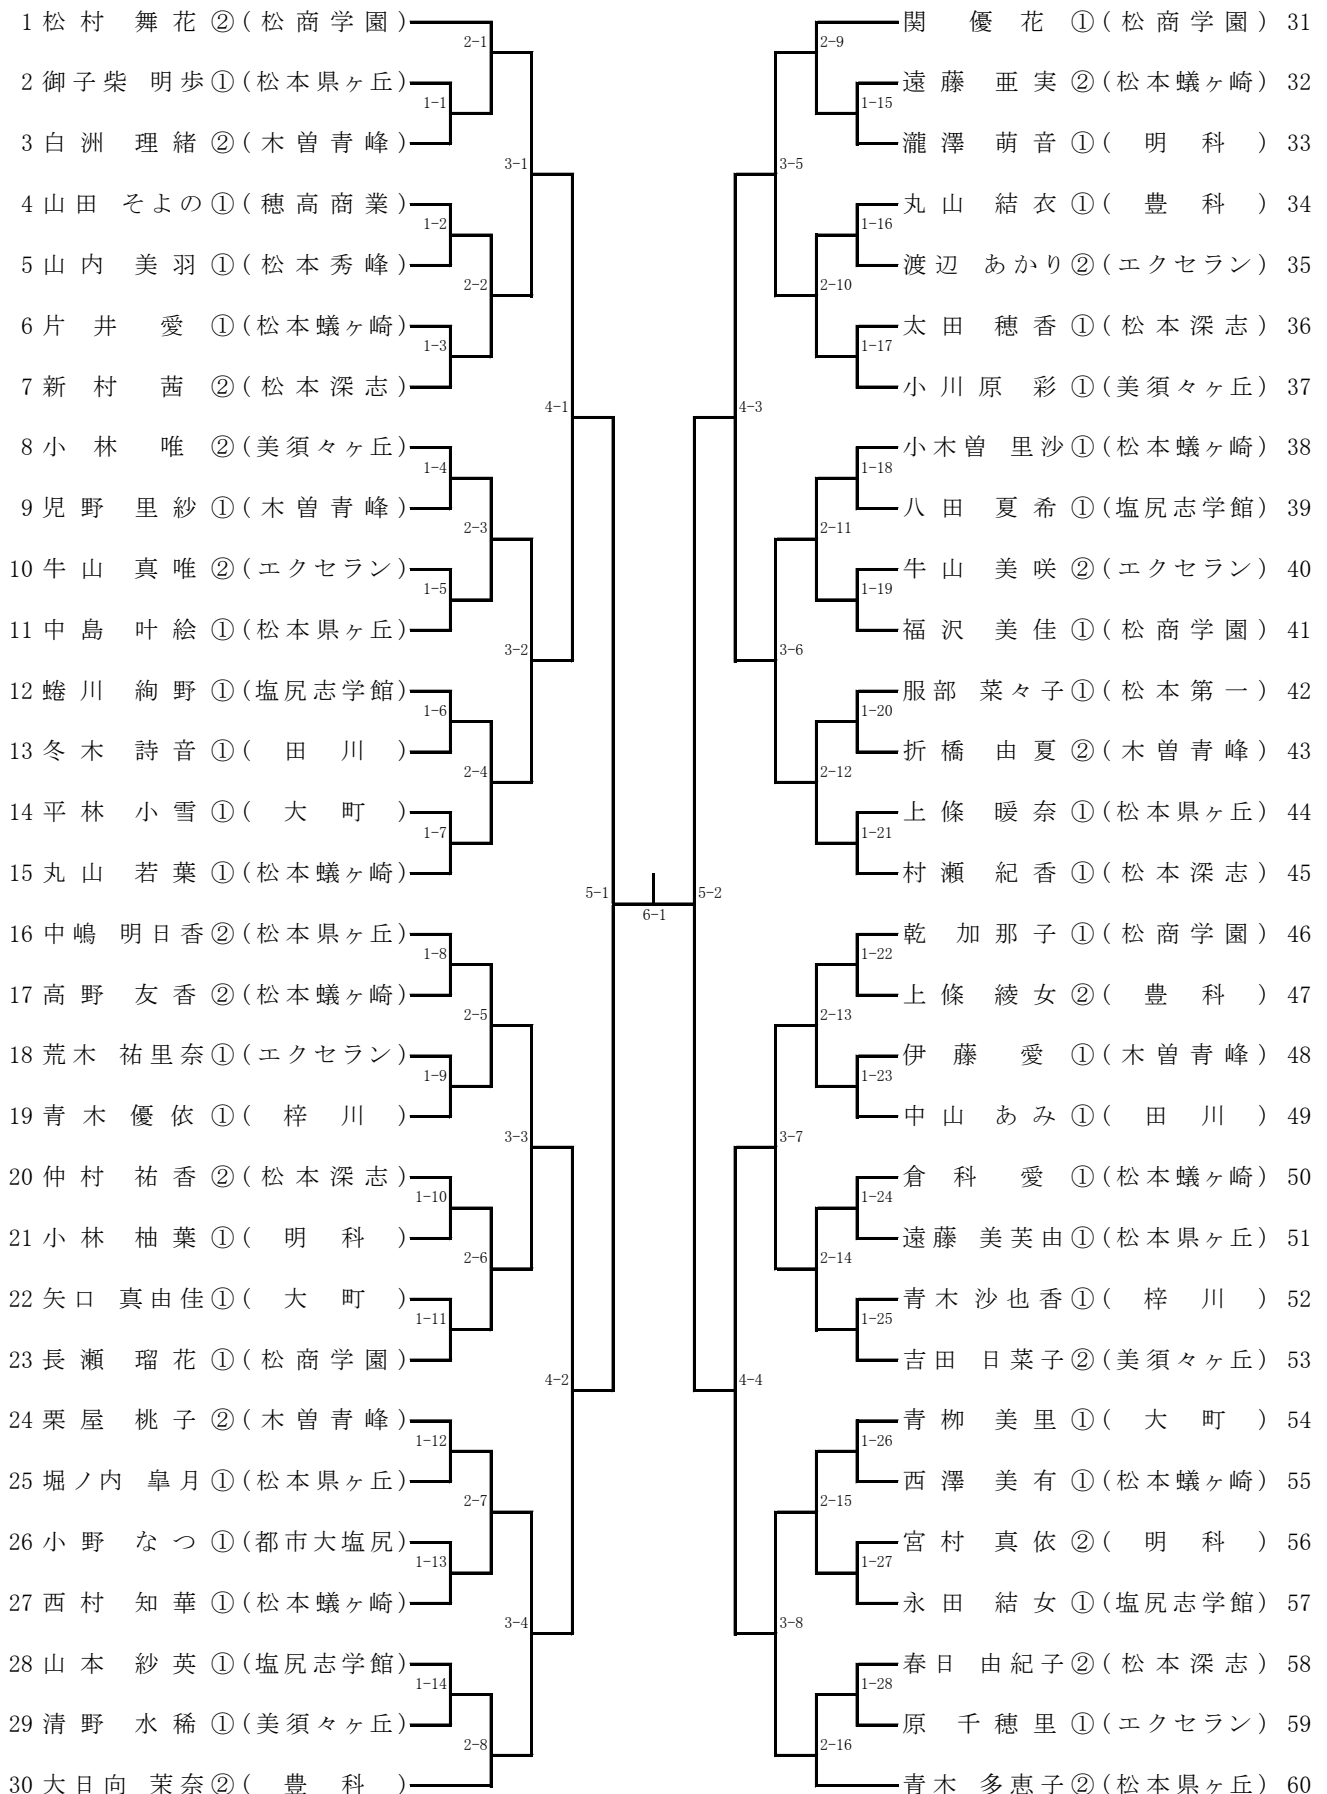 1 松村 舞花 ②(松商学園)
2-1
2 御子柴 明歩 ①(松本県ヶ丘)
1-1
3 白洲 理緒 ②(木曽青峰)
3-1
4 山田 そよの ①(穂高商業)
1-2
5 山内 美羽 ①(松本秀峰)
2-2
6 片井 愛 ①(松本蟻ヶ崎)
1-3
7 新村 茜 ②(松本深志)
4-1
8 小林 唯 ②(美須々ヶ丘)
1-4
9 児野 里紗 ①(木曽青峰)
2-3
10 牛山 真唯 ②(エクセラン)
1-5
11 中島 叶絵 ①(松本県ヶ丘)
3-2
12 蜷川 絢野 ①(塩尻志学館)
1-6
13 冬木 詩音 ①(田川)
2-4
14 平林 小雪 ①(大町)
1-7
15 丸山 若葉 ①(松本蟻ヶ崎)
5-1
16 中嶋 明日香 ②(松本県ヶ丘)
1-8
17 高野 友香 ②(松本蟻ヶ崎)
2-5
18 荒木 祐里奈 ①(エクセラン)
1-9
19 青木 優依 ①(梓川)
3-3
20 仲村 祐香 ②(松本深志)
1-10
21 小林 柚葉 ①(明科)
2-6
22 矢口 真由佳 ①(大町)
1-11
23 長瀬 瑠花 ①(松商学園)
4-2
24 栗屋 桃子 ②(木曽青峰)
1-12
25 堀ノ内 皐月 ①(松本県ヶ丘)
2-7
26 小野 なつ ①(都市大塩尻)
1-13
27 西村 知華 ①(松本蟻ヶ崎)
3-4
28 山本 紗英 ①(塩尻志学館)
1-14
29 清野 水稀 ①(美須々ヶ丘)
2-8
30 大日向 茉奈 ②(豊科)
6-1
関 優花 ①(松商学園) 31
2-9
遠藤 亜実 ②(松本蟻ヶ崎) 32
1-15
瀧澤 萌音 ①(明科) 33
3-5
丸山 結衣 ①(豊科) 34
1-16
渡辺 あかり ②(エクセラン) 35
2-10
太田 穂香 ①(松本深志) 36
1-17
小川原 彩 ①(美須々ヶ丘) 37
4-3
小木曽 里沙 ①(松本蟻ヶ崎) 38
1-18
八田 夏希 ①(塩尻志学館) 39
2-11
牛山 美咲 ②(エクセラン) 40
1-19
福沢 美佳 ①(松商学園) 41
3-6
服部 菜々子 ①(松本第一) 42
1-20
折橋 由夏 ②(木曽青峰) 43
2-12
上條 暖奈 ①(松本県ヶ丘) 44
1-21
村瀬 紀香 ①(松本深志) 45
5-2
乾 加那子 ①(松商学園) 46
1-22
上條 綾女 ②(豊科) 47
2-13
伊藤 愛 ①(木曽青峰) 48
1-23
中山 あみ ①(田川) 49
3-7
倉科 愛 ①(松本蟻ヶ崎) 50
1-24
遠藤 美芙由 ①(松本県ヶ丘) 51
2-14
青木 沙也香 ①(梓川) 52
1-25
吉田 日菜子 ②(美須々ヶ丘) 53
4-4
青栁 美里 ①(大町) 54
1-26
西澤 美有 ①(松本蟻ヶ崎) 55
2-15
宮村 真依 ②(明科) 56
1-27
永田 結女 ①(塩尻志学館) 57
3-8
春日 由紀子 ②(松本深志) 58
1-28
原 千穂里 ①(エクセラン) 59
2-16
青木 多恵子 ②(松本県ヶ丘) 60